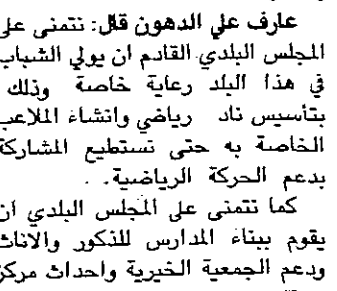 عارف علي الدهون قال: نتمنى على
المجلس البلدي القادم ان يولي الشباب
في هذا البلد رعاية خاصة وذلك
بتأسيس ناد رياضي وانشاء الملاعب
الخاصة به حتى نستطيع المشاركة
بدعم الحركة الرياضية. .
كما نتمنى على المجلس البلدي ان
يقوم ببناء المدارس للذكور والاناث
ودعم الجمعية الخيرية واحداث مركز